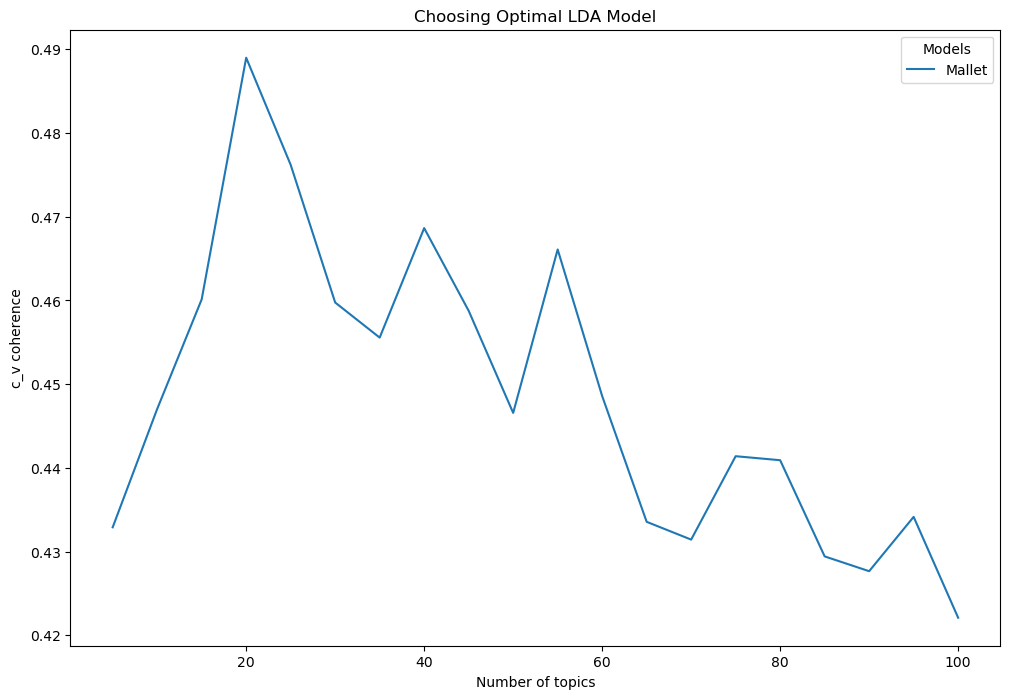 Choosing Optimal LDA Model
Models
Mallet
0.49
0.48
0.47
0.46
0.45
0.44
0.43
0.42
c_v coherence
20 40 60 80 100
Number of topics